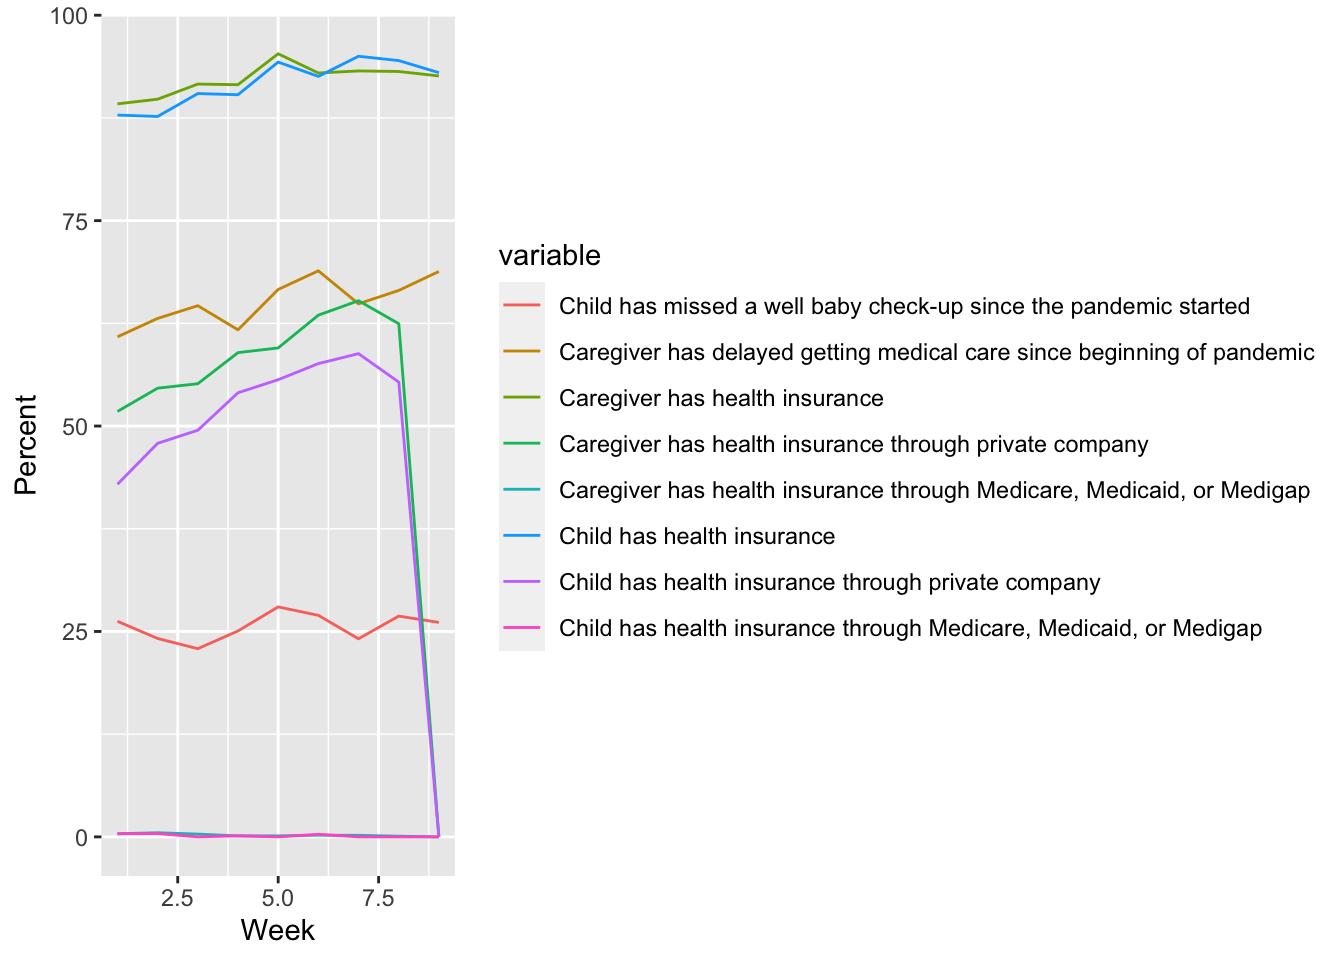 100
75
50
25
0
Percent
2.5 5.0 7.5
Week
variable
Child has missed a well baby check-up since the pandemic started
Caregiver has delayed getting medical care since beginning of pandemic
Caregiver has health insurance
Caregiver has health insurance through private company
Caregiver has health insurance through Medicare, Medicaid, or Medigap
Child has health insurance
Child has health insurance through private company
Child has health insurance through Medicare, Medicaid, or Medigap